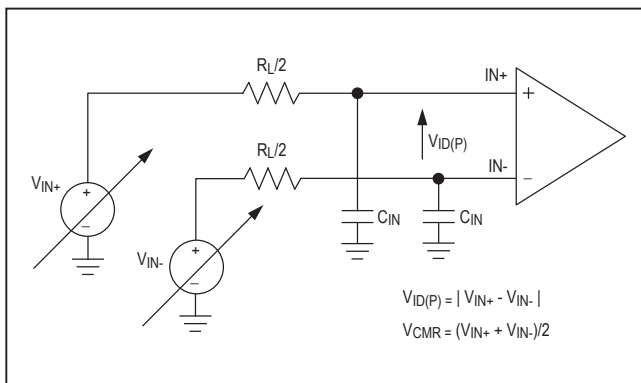 RL/2
IN+
+
RL/2
VID(P)
IN-
−
VIN+
+
−
CIN
CIN
VIN-
+
−
VID(P) = | VIN+ - VIN- |
VCMR = (VIN+ + VIN-)/2